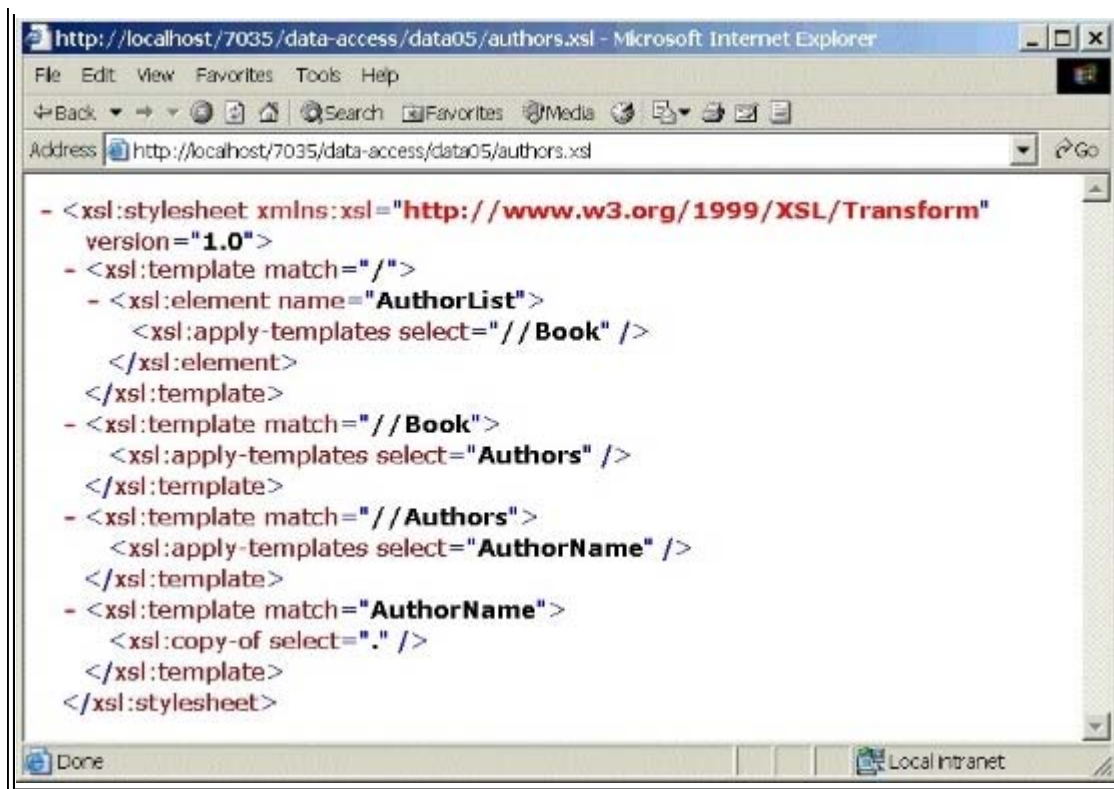 http://localhost/7035/data-access/data05/authors.xsl - Microsoft Internet Explorer
File Edit View Favorites Tools Help
Back Search Favorites Media
Address http://localhost/7035/data-access/data05/authors.xsl Go
- <xsl:stylesheet xmlns:xsl="http://www.w3.org/1999/XSL/Transform"
version="1.0">
- <xsl:template match="/">
- <xsl:element name="AuthorList">
<xsl:apply-templates select="//Book" />
</xsl:element>
</xsl:template>
- <xsl:template match="//Book">
<xsl:apply-templates select="Authors" />
</xsl:template>
- <xsl:template match="//Authors">
<xsl:apply-templates select="AuthorName" />
</xsl:template>
- <xsl:template match="AuthorName">
<xsl:copy-of select="." />
</xsl:template>
</xsl:stylesheet>
Done Local intranet